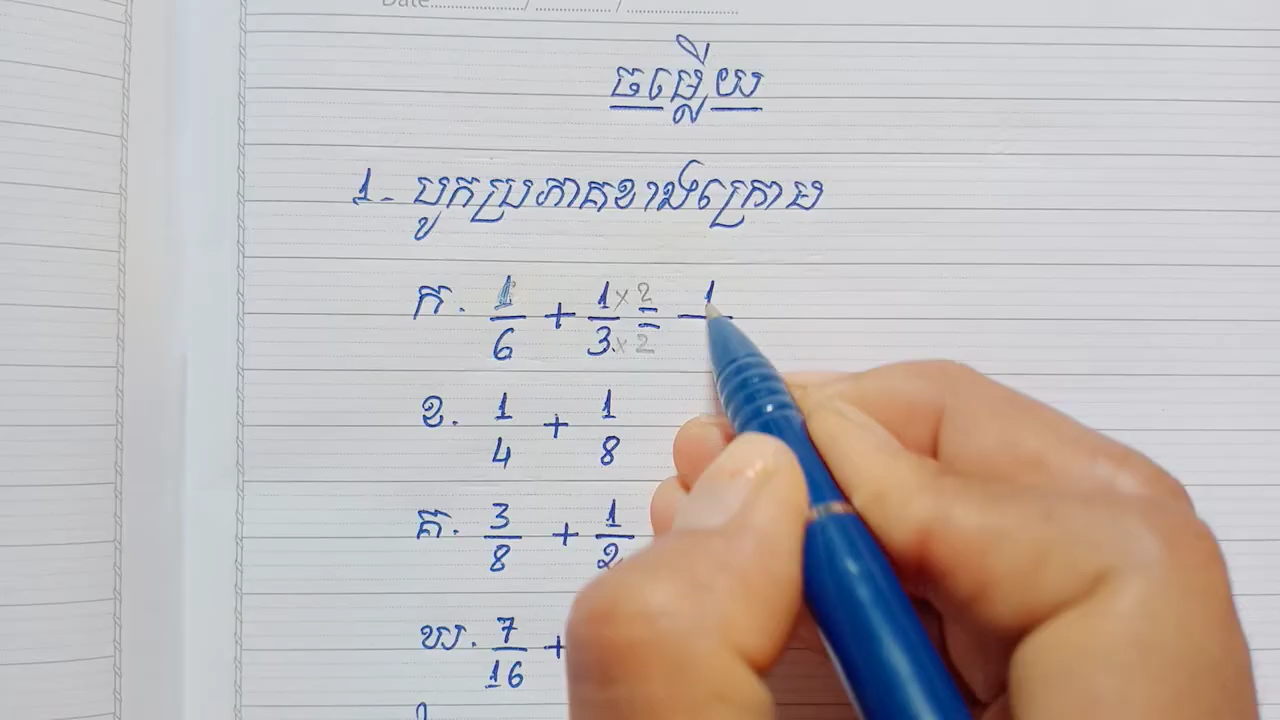 Date............/............/..................
ចម្លើយ
1- បូកប្រភាគខាងក្រោម
ក. 1/6 + 1×2/3×2 = 1/
ខ. 1/4 + 1/8
គ. 3/8 + 1/2
ឃ. 7/16 +